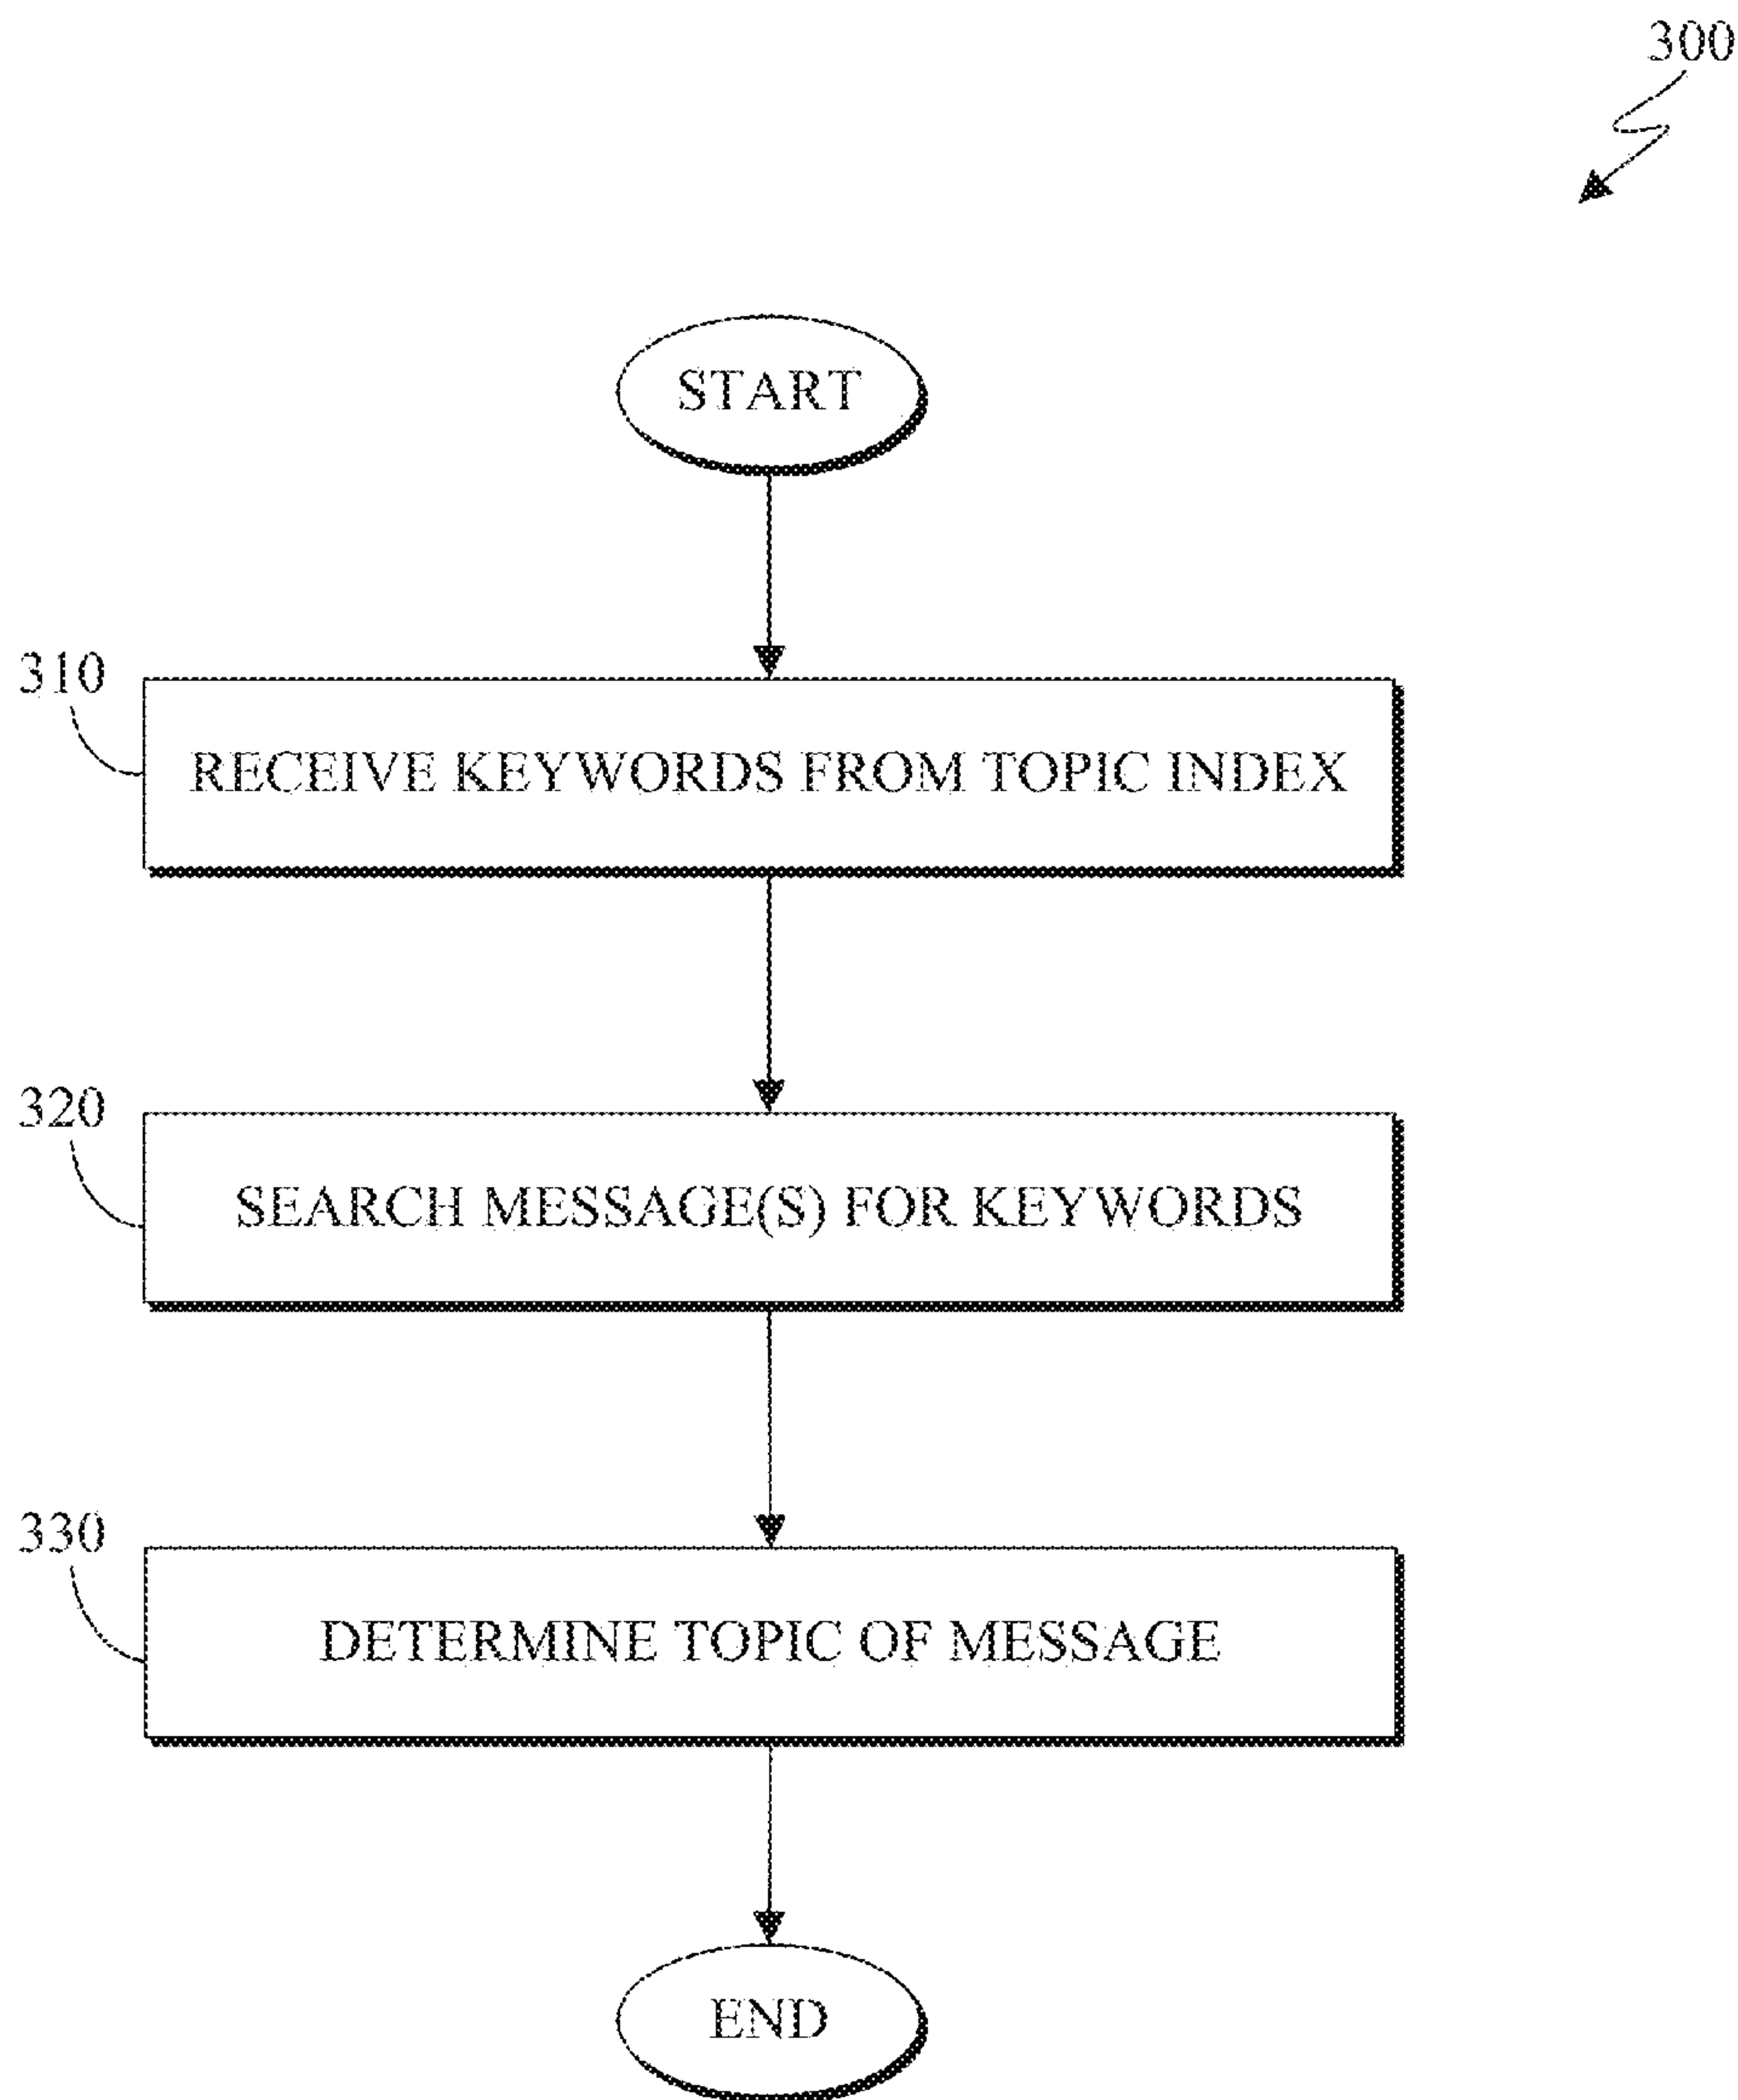 300
START
310
RECEIVE KEYWORDS FROM TOPIC INDEX
320
SEARCH MESSAGE(S) FOR KEYWORDS
330
DETERMINE TOPIC OF MESSAGE
END